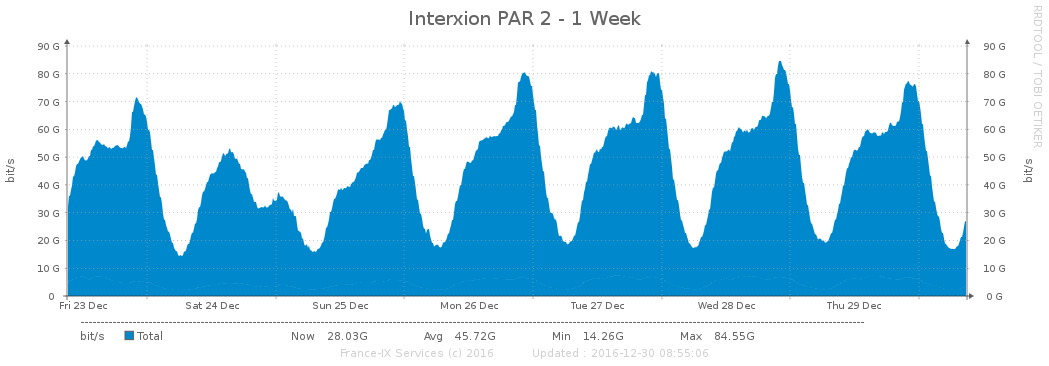 Interxion PAR 2 - 1 Week
RRDTOOL / TOBI OETIKER
90 G 90 G
80 G 80 G
70 G 70 G
60 G 60 G
50 G 50 G
40 G 40 G
30 G 30 G
20 G 20 G
10 G 10 G
0 0 G
bit/s bit/s
Fri 23 Dec Sat 24 Dec Sun 25 Dec Mon 26 Dec Tue 27 Dec Wed 28 Dec Thu 29 Dec
bit/s Total Now 28.03G Avg 45.72G Min 14.26G Max 84.55G
France-IX Services (c) 2016 Updated : 2016-12-30 08:55:06